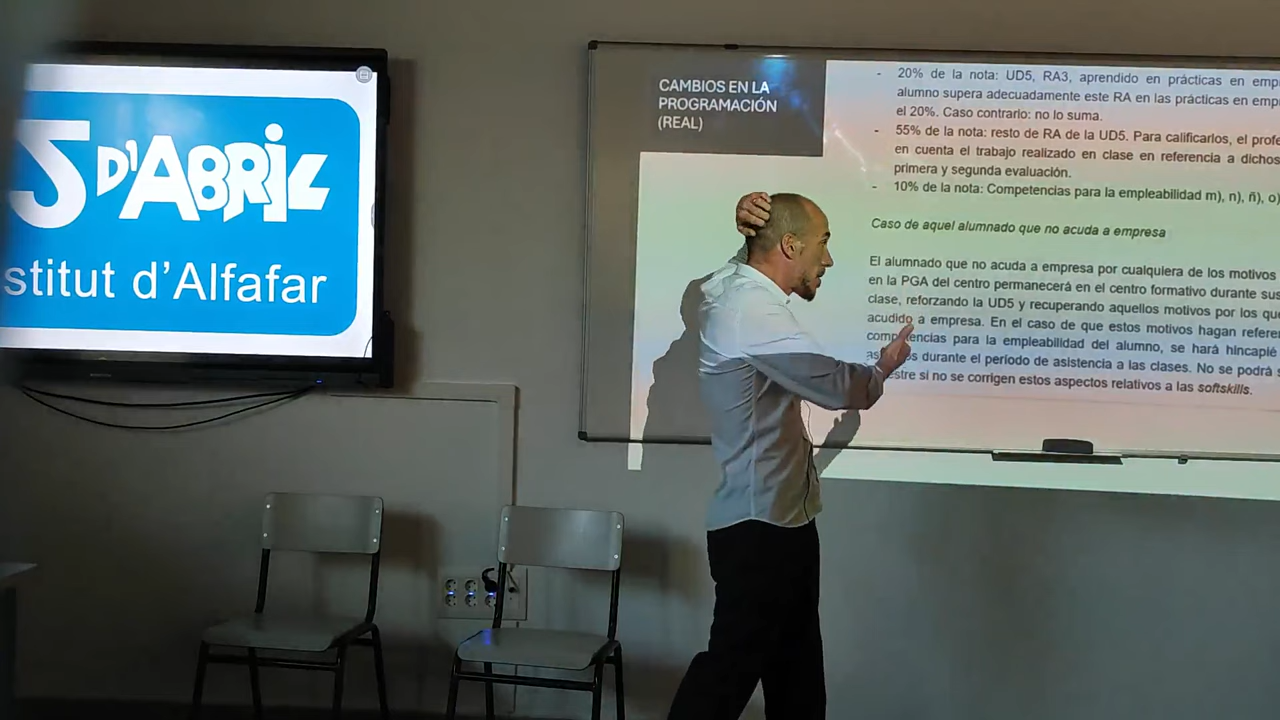 5 D'ABRIL
stitut d'Alfafar
CAMBIOS EN LA
PROGRAMACIÓN
(REAL)
- 20% de la nota: UD5, RA3, aprendido en prácticas en emp
alumno supera adecuadamente este RA en las prácticas en emp
el 20%. Caso contrario: no lo suma.
- 55% de la nota: resto de RA de la UD5. Para calificarlos, el profe
en cuenta el trabajo realizado en clase en referencia a dichos
primera y segunda evaluación.
- 10% de la nota: Competencias para la empleabilidad m), n), ñ), o)
Caso de aquel alumnado que no acuda a empresa
El alumnado que no acuda a empresa por cualquiera de los motivos
en la PGA del centro permanecerá en el centro formativo durante sus
clase, reforzando la UD5 y recuperando aquellos motivos por los que
acudido a empresa. En el caso de que estos motivos hagan refere
para la empleabilidad del alumno, se hará hincapié
durante el período de asistencia a las clases. No se podrá s
estre si no se corrigen estos aspectos relativos a las softskills.